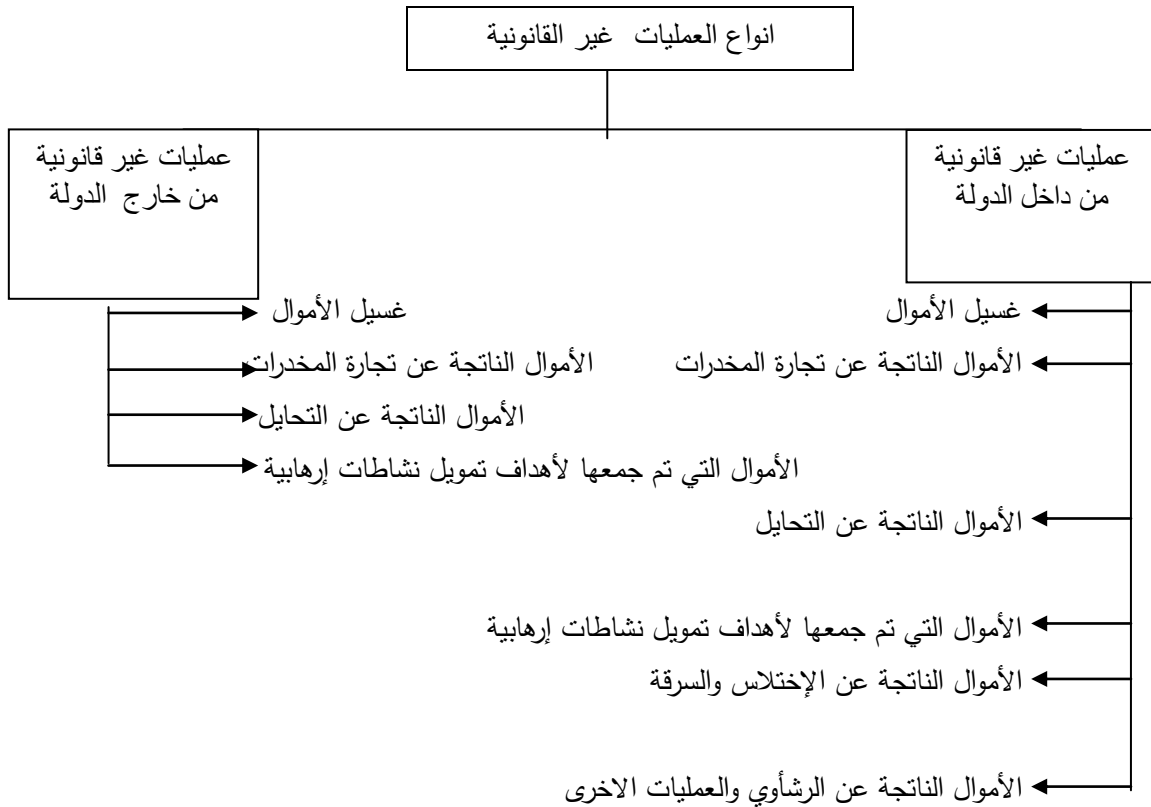 انواع العمليات غير القانونية
عمليات غير قانونية
من داخل الدولة
عمليات غير قانونية
من خارج الدولة
غسيل الأموال
الأموال الناتجة عن تجارة المخدرات
الأموال الناتجة عن التحايل
الأموال التي تم جمعها لأهداف تمويل نشاطات إرهابية
الأموال الناتجة عن الإختلاس والسرقة
الأموال الناتجة عن الرشأوي والعمليات الاخرى
غسيل الأموال
الأموال الناتجة عن تجارة المخدرات
الأموال الناتجة عن التحايل
الأموال التي تم جمعها لأهداف تمويل نشاطات إرهابية